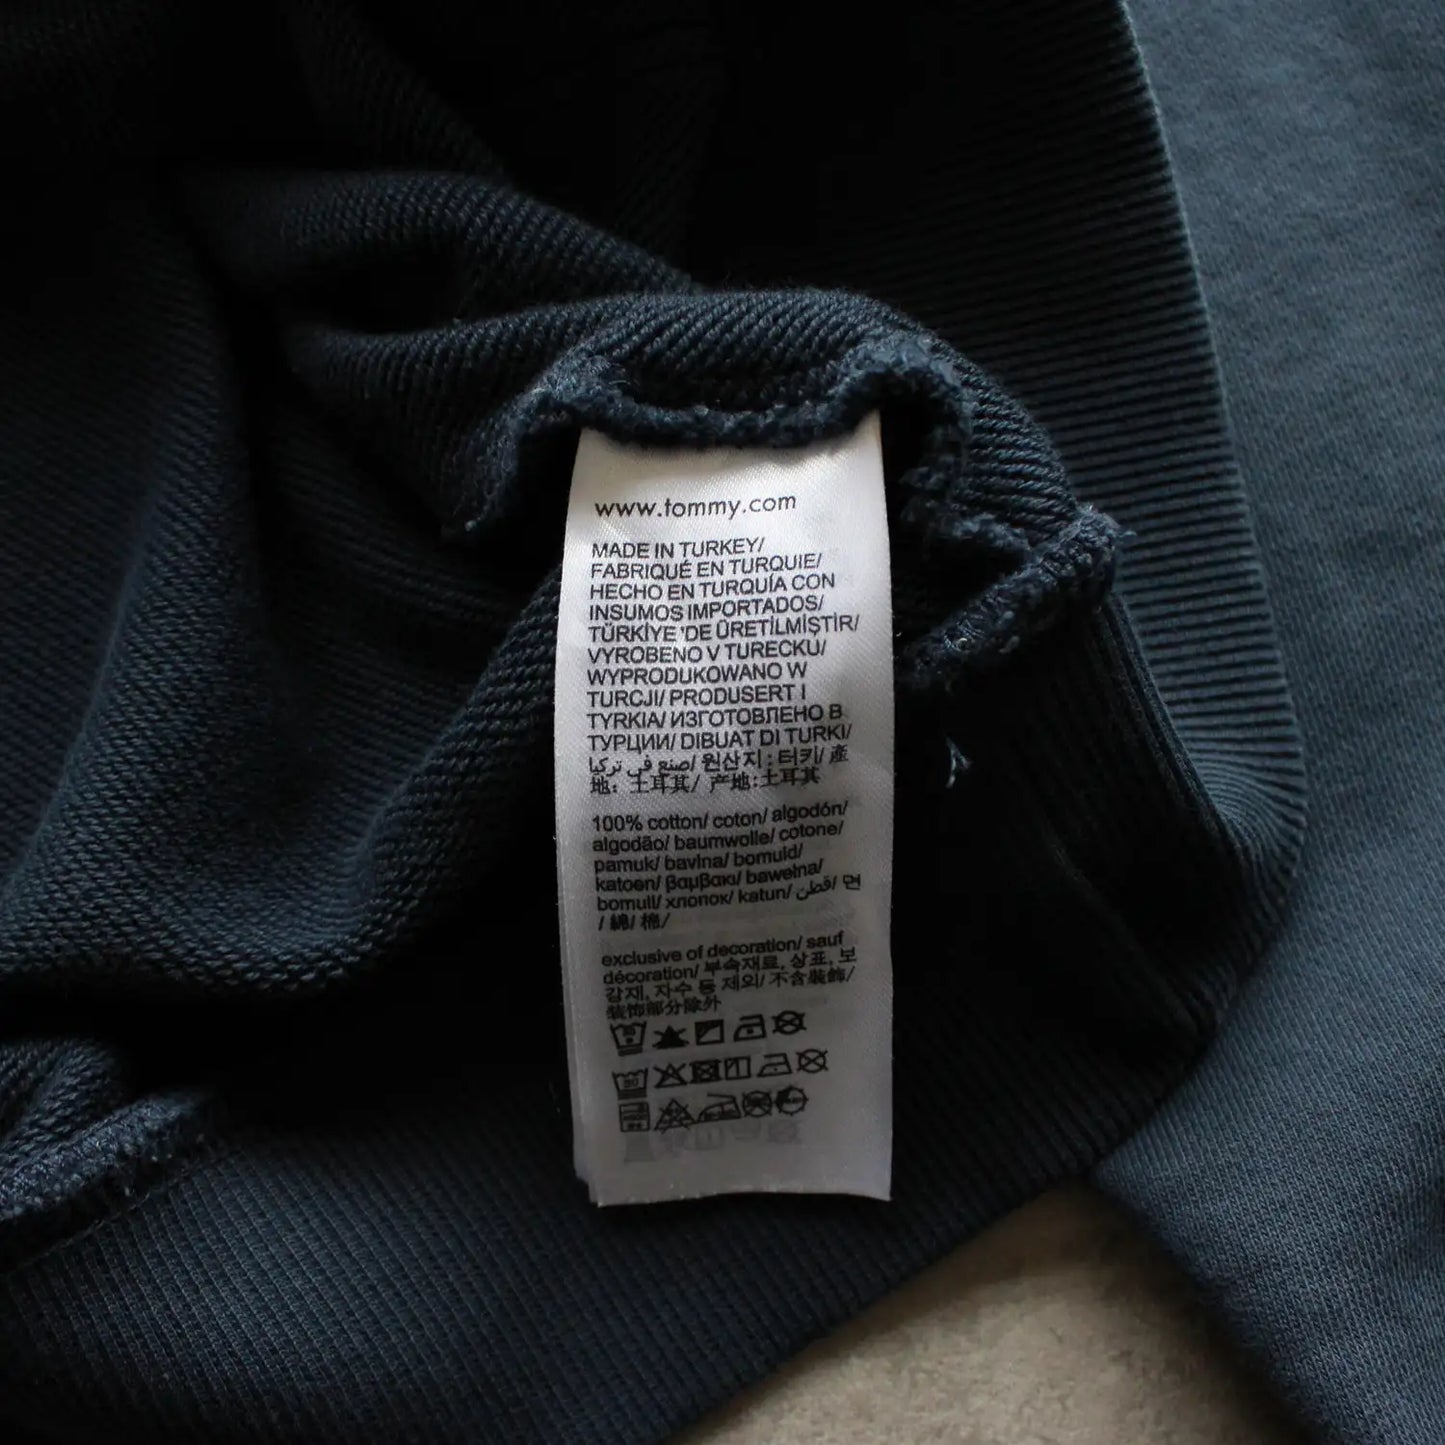 www.tommy.com
MADE IN TURKEY/
FABRIQUÉ EN TURQUIE/
HECHO EN TURQUÍA CON
INSUMOS IMPORTADOS/
TÜRKİYE 'DE ÜRETİLMİŞTİR/
VYROBENO V TURECKU/
WYPRODUKOWANO W
TURCJI/ PRODUSERT I
TYRKIA/ ИЗГОТОВЛЕНО В
ТУРЦИИ/ DIBUAT DI TURKI/
صنع في تركيا/ 원산지 : 터키/ 產
地: 土耳其/ 产地:土耳其
100% cotton/ coton/ algodón/
algodão/ baumwolle/ cotone/
pamuk/ bavlna/ bomuld/
katoen/ βαμβακι/ bawełna/
bomull/ хлопок/ katun/ قطن/ 면
/ 綿/ 棉/
exclusive of decoration/ sauf
décoration/ 부속재료, 상표, 보
강재, 자수 등 제외/ 不含裝飾/
装饰部分除外